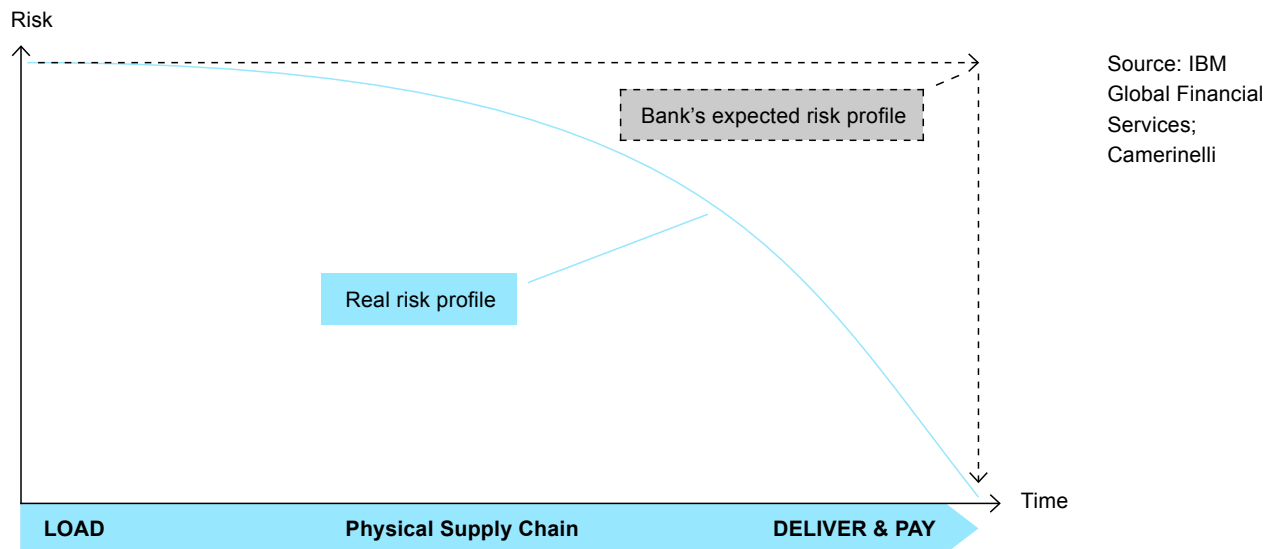 Risk
Source: IBM
Global Financial
Services;
Camerinelli
Bank’s expected risk profile
Real risk profile
Time
LOAD
Physical Supply Chain
DELIVER & PAY